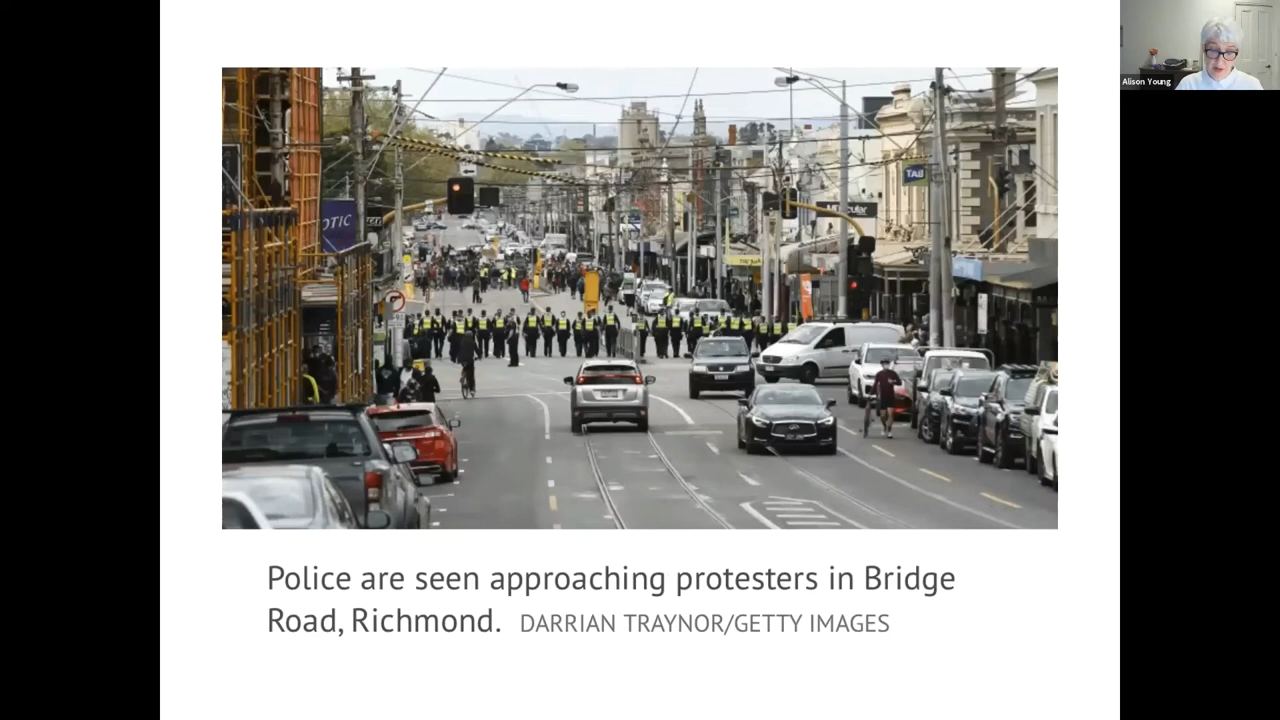 Alison Young
TAB
OTIC
Police are seen approaching protesters in Bridge
Road, Richmond. DARRIAN TRAYNOR/GETTY IMAGES